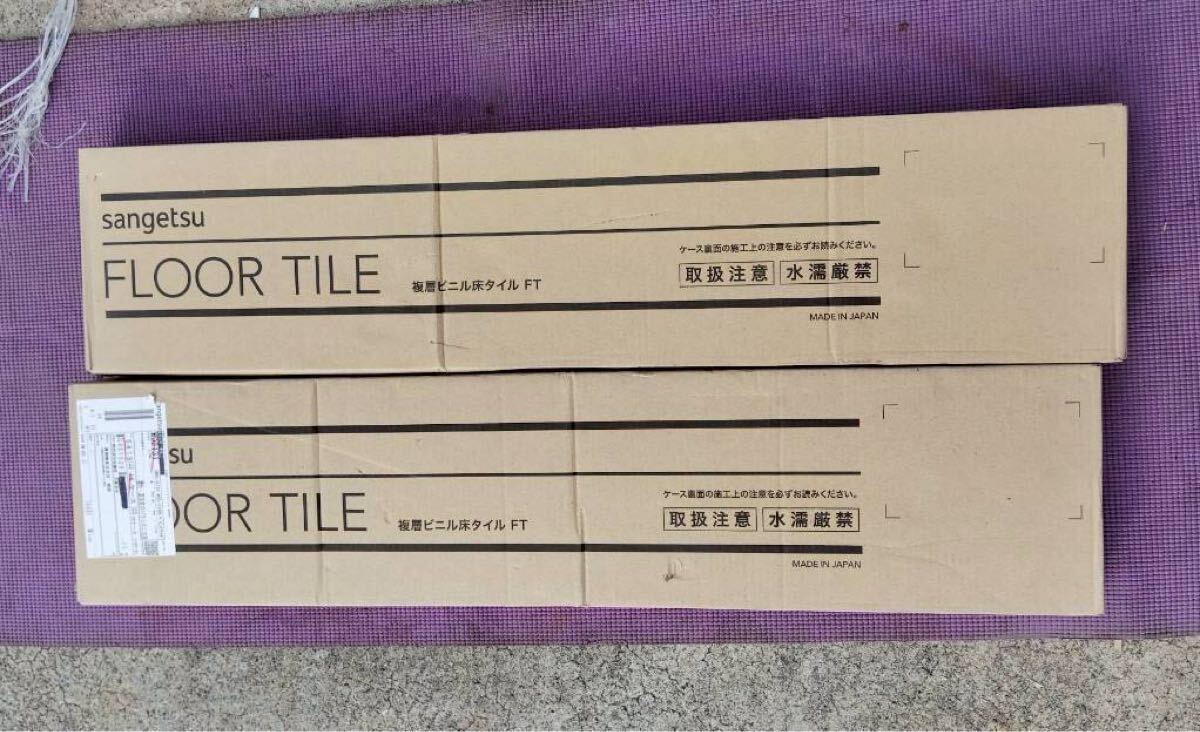 sangetsu
FLOOR TILE 複層ビニル床タイル FT
ケース裏面の施工上の注意を必ずお読みください。
取扱注意 水濡厳禁
MADE IN JAPAN
su
OOR TILE 複層ビニル床タイル FT
ケース裏面の施工上の注意を必ずお読みください。
取扱注意 水濡厳禁
MADE IN JAPAN